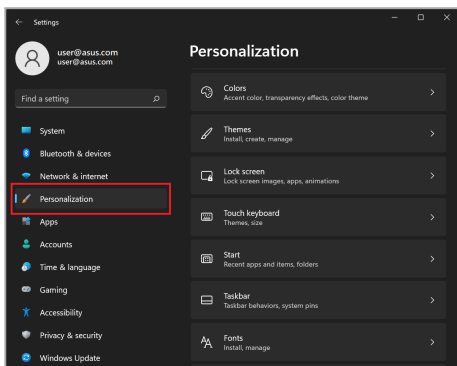 Settings
user@asus.com
user@asus.com
Find a setting
System
Bluetooth & devices
Network & internet
Personalization
Apps
Accounts
Time & language
Gaming
Accessibility
Privacy & security
Windows Update
Personalization
Colors
Accent color, transparency effects, color theme
Themes
Install, create, manage
Lock screen
Lock screen images, apps, animations
Touch keyboard
Themes, size
Start
Recent apps and items, folders
Taskbar
Taskbar behaviors, system pins
Fonts
Install, manage